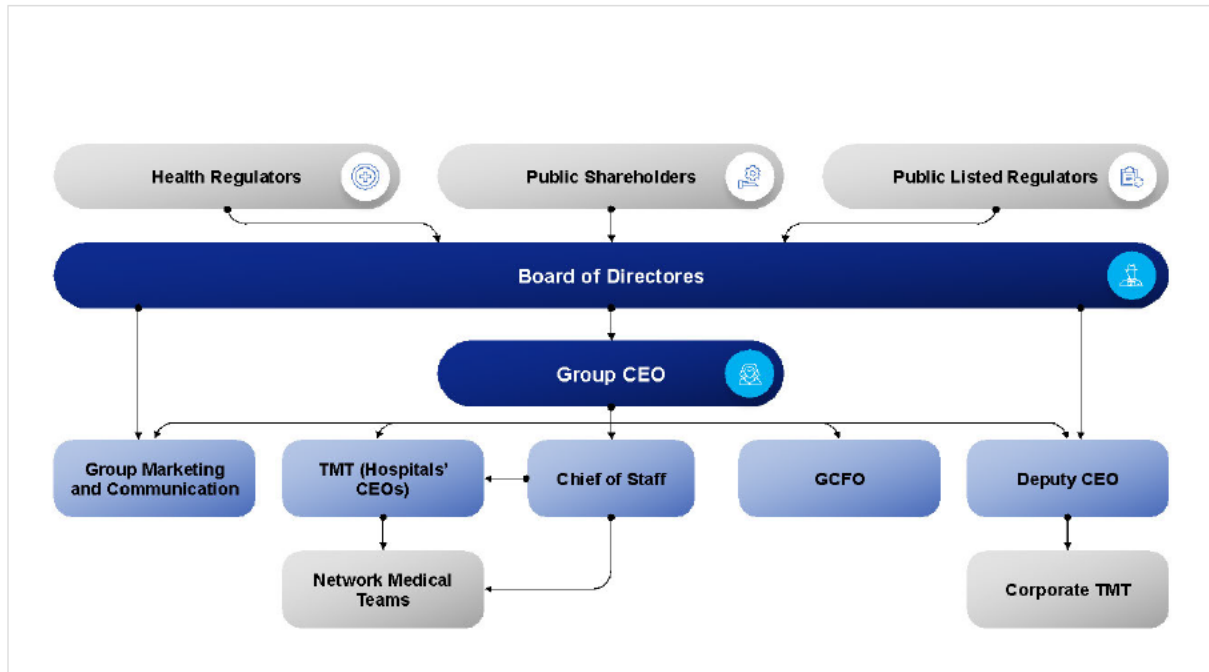 Health Regulators
Public Shareholders
Public Listed Regulators
Board of Directores
Group CEO
Group Marketing
and Communication
TMT (Hospitals'
CEOs)
Chief of Staff
GCFO
Deputy CEO
Network Medical
Teams
Corporate TMT